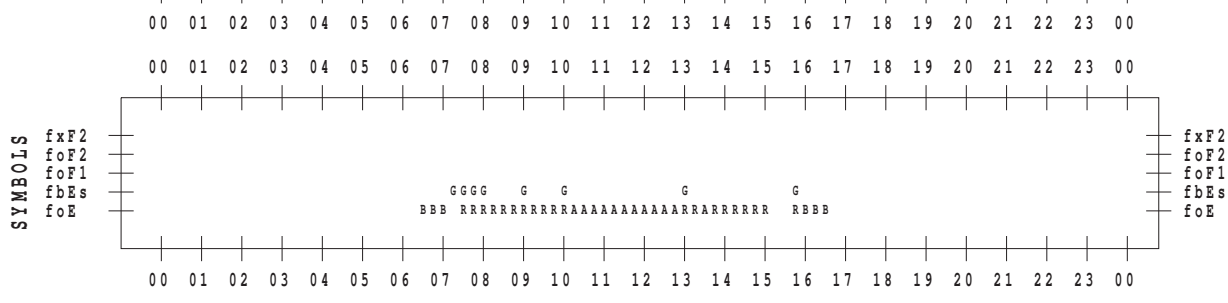 00 01 02 03 04 05 06 07 08 09 10 11 12 13 14 15 16 17 18 19 20 21 22 23 00
00 01 02 03 04 05 06 07 08 09 10 11 12 13 14 15 16 17 18 19 20 21 22 23 00
SYMBOLS
fxF2 fxF2
foF2 foF2
foF1 foF1
fbEs GGGG G G G G fbEs
foE BBB RRRRRRRRRRRAAAAAAAAAAARRARRRRRR RBBB foE
00 01 02 03 04 05 06 07 08 09 10 11 12 13 14 15 16 17 18 19 20 21 22 23 00